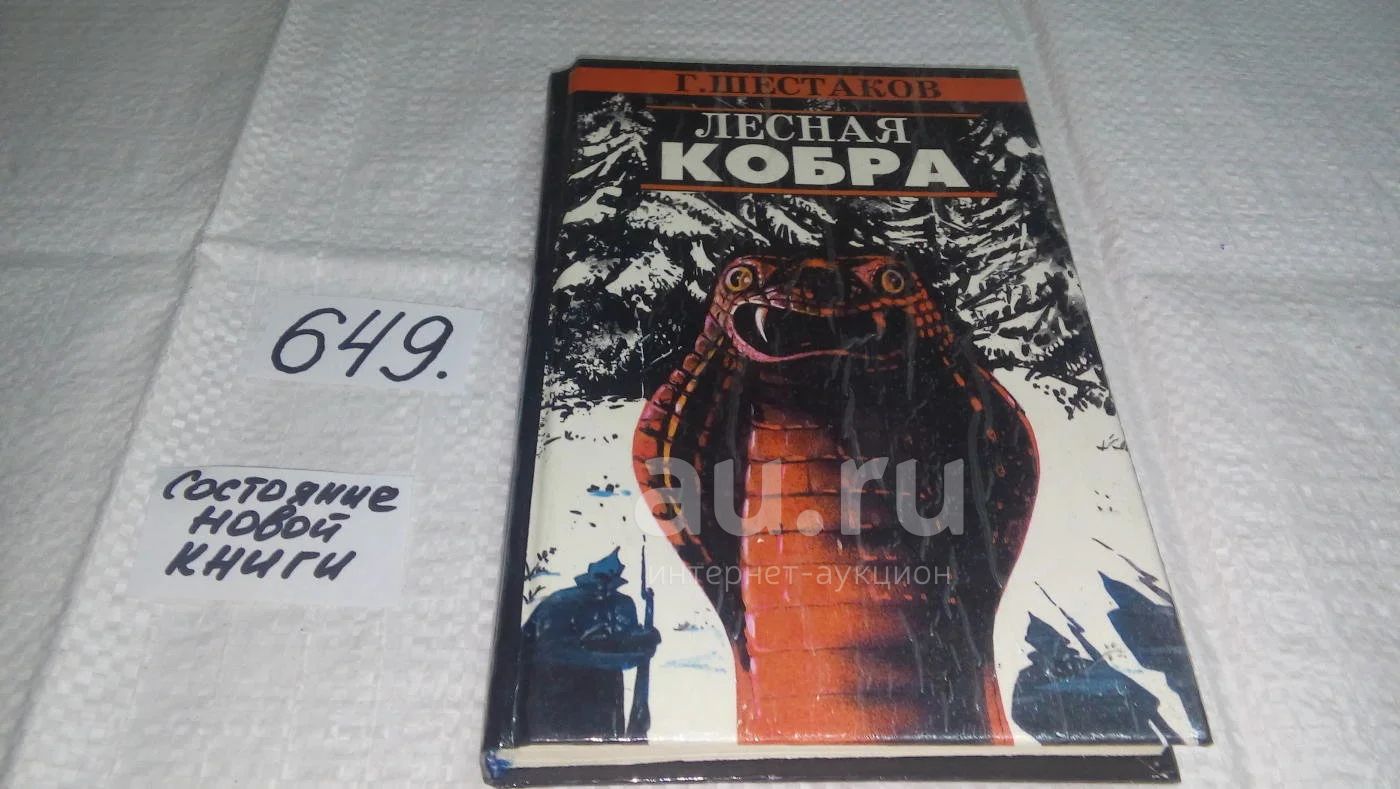 Г.ШЕСТАКОВ
ЛЕСНАЯ
КОБРА
649.
Состояние
новой
книги
au.ru
интернет-аукцион